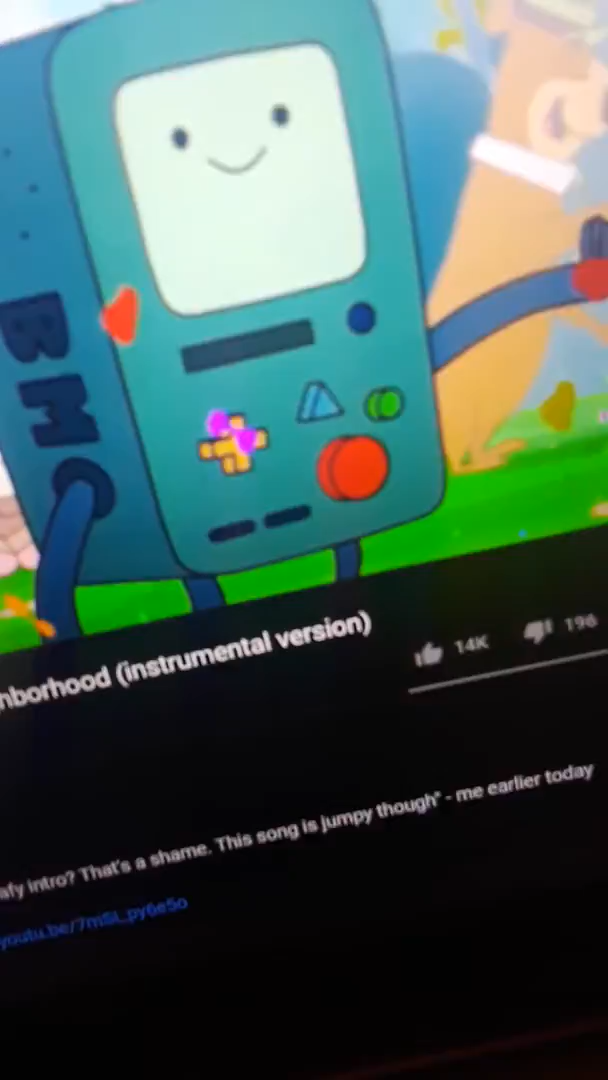 BMO
nborhood (instrumental version)
14K 196
afy intro? That's a shame. This song is jumpy though" - me earlier today
youtu.be/7mSl_py6e5o